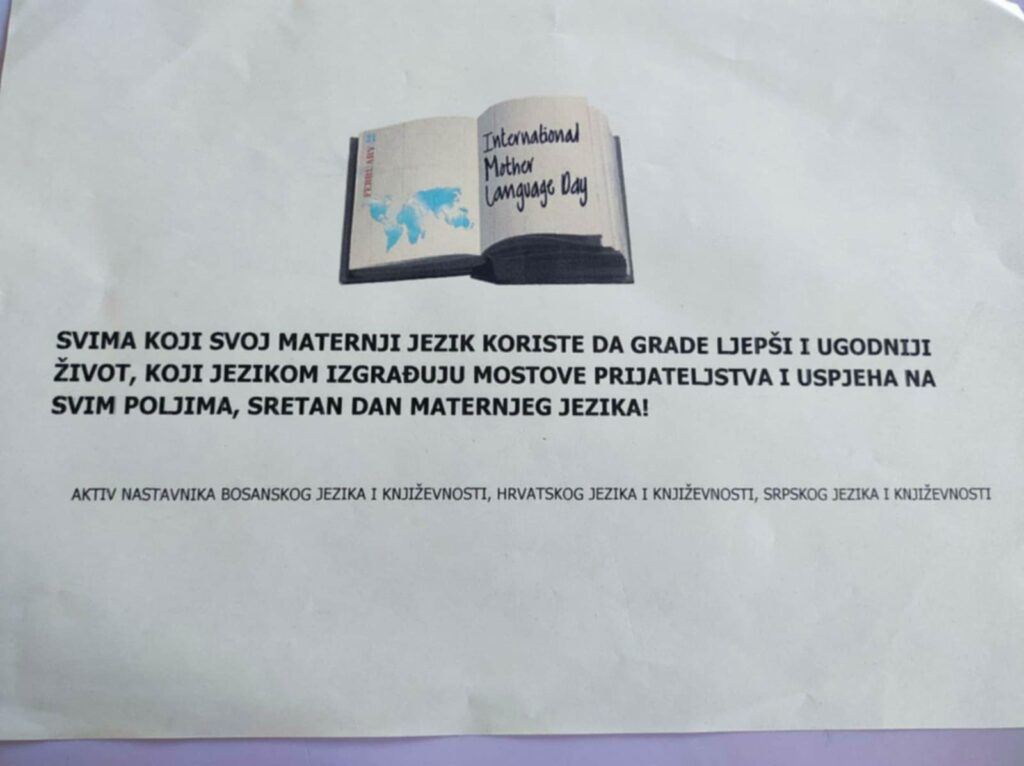 FEBRUARY 21
International
Mother
Language Day
SVIMA KOJI SVOJ MATERNJI JEZIK KORISTE DA GRADE LJEPŠI I UGODNIJI
ŽIVOT, KOJI JEZIKOM IZGRAĐUJU MOSTOVE PRIJATELJSTVA I USPJEHA NA
SVIM POLJIMA, SRETAN DAN MATERNJEG JEZIKA!
AKTIV NASTAVNIKA BOSANSKOG JEZIKA I KNJIŽEVNOSTI, HRVATSKOG JEZIKA I KNJIŽEVNOSTI, SRPSKOG JEZIKA I KNJIŽEVNOSTI